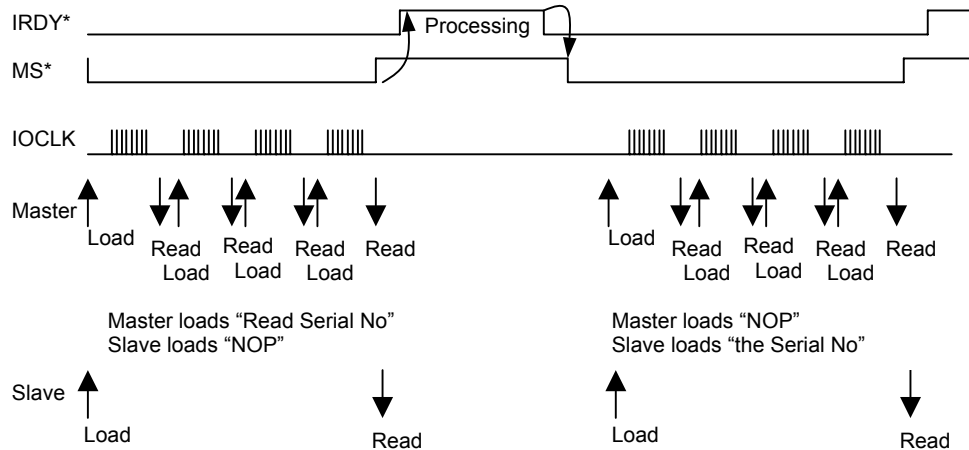 IRDY*
Processing
MS*
IOCLK
Master
Load
Read
Load
Read
Load
Read
Load
Read
Load
Read
Load
Read
Load
Read
Load
Read
Master loads “Read Serial No”
Slave loads “NOP”
Master loads “NOP”
Slave loads “the Serial No”
Slave
Load
Read
Load
Read